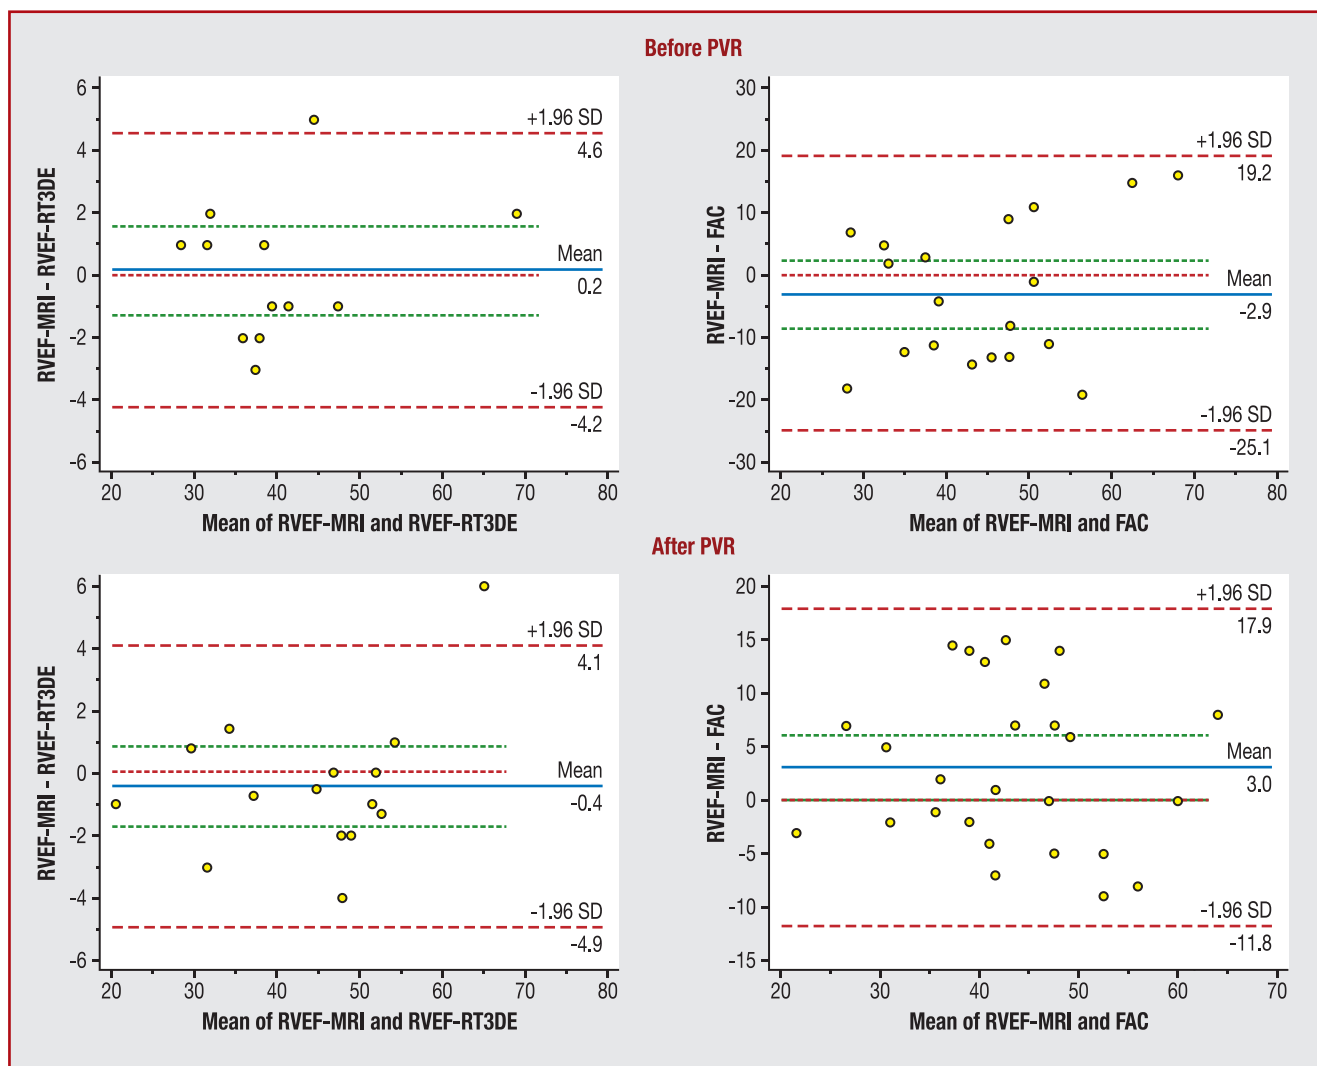 Before PVR
RVEF-MRI - RVEF-RT3DE
6
4
2
0
-2
-4
-6
+1.96 SD
4.6
Mean
0.2
-1.96 SD
-4.2
20 30 40 50 60 70 80
Mean of RVEF-MRI and RVEF-RT3DE
RVEF-MRI - FAC
30
20
10
0
-10
-20
-30
+1.96 SD
19.2
Mean
-2.9
-1.96 SD
-25.1
20 30 40 50 60 70 80
Mean of RVEF-MRI and FAC
After PVR
RVEF-MRI - RVEF-RT3DE
6
4
2
0
-2
-4
-6
+1.96 SD
4.1
Mean
-0.4
-1.96 SD
-4.9
20 30 40 50 60 70 80
Mean of RVEF-MRI and RVEF-RT3DE
RVEF-MRI - FAC
20
15
10
5
0
-5
-10
-15
+1.96 SD
17.9
Mean
3.0
-1.96 SD
-11.8
20 30 40 50 60 70
Mean of RVEF-MRI and FAC